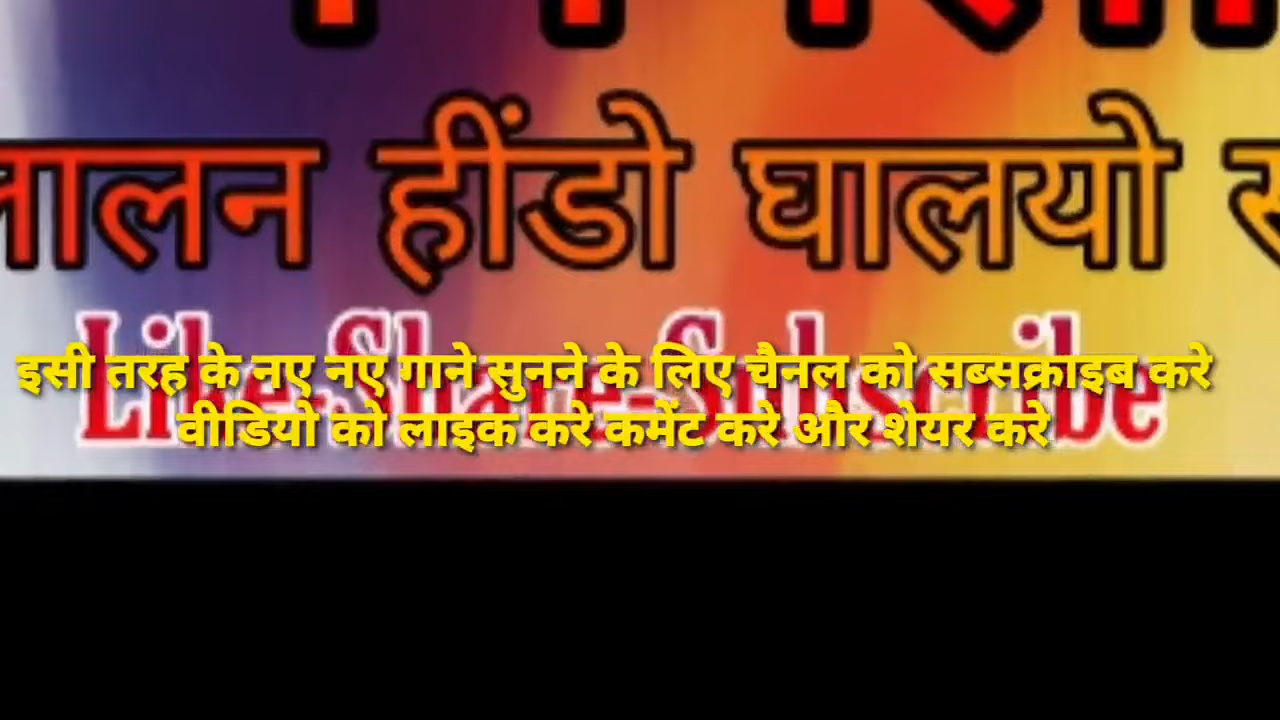 हींडो घालयो
Like-Share-Subscribe
इसी तरह के नए नए गाने सुनने के लिए चैनल को सब्सक्राइब करे
वीडियो को लाइक करे कमेंट करे और शेयर करे